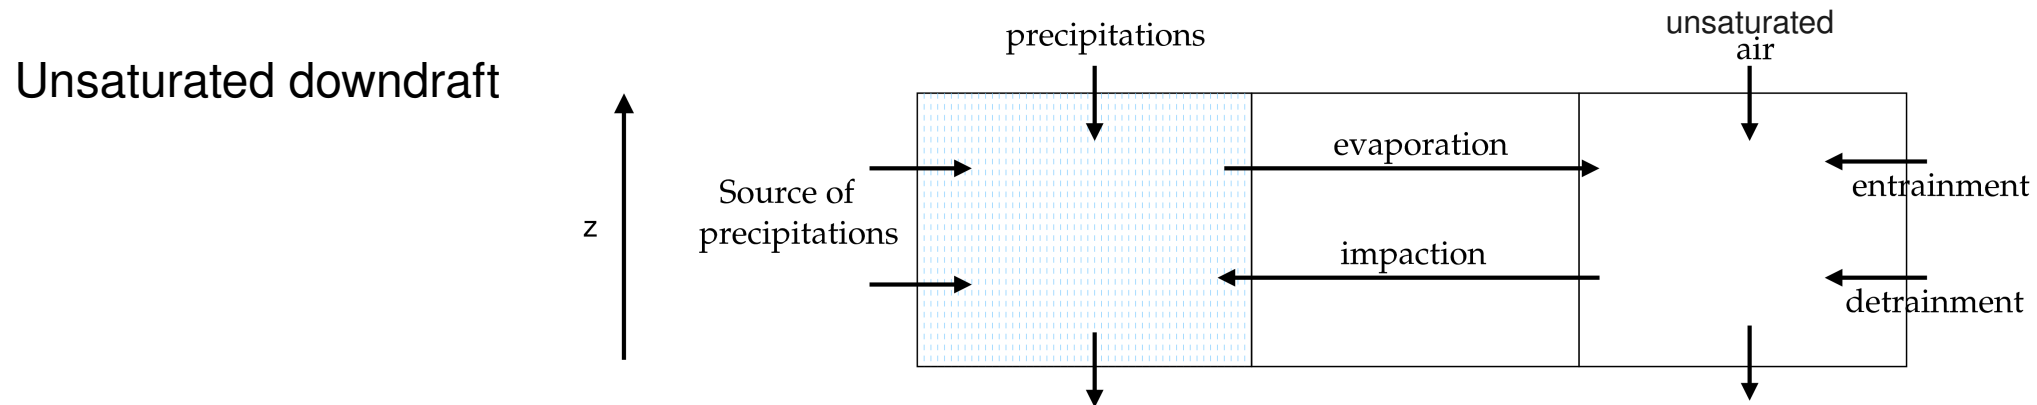 unsaturated
air
precipitations
Unsaturated downdraft
evaporation
entrainment
Source of
precipitations
z
impaction
detrainment